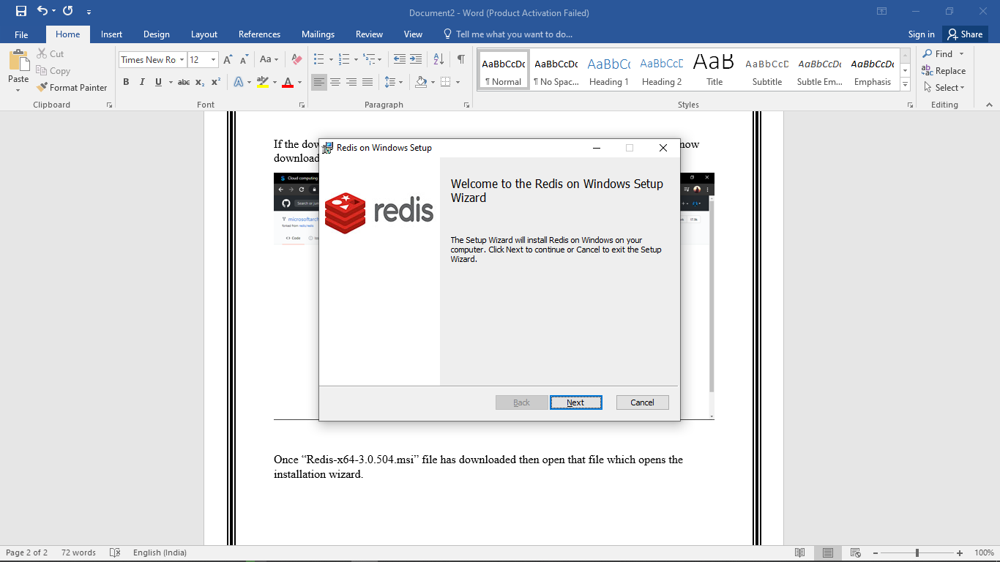 Document2 - Word (Product Activation Failed)
File Home Insert Design Layout References Mailings Review View Tell me what you want to do... Sign in Share
Paste
Cut
Copy
Format Painter
Clipboard
Times New Ro 12
Font
Paragraph
AaBbCcDc AaBbCcDc AaBbCc AaBbCcD AaB AaBbCcD AaBbCcDc AaBbCcDc
¶ Normal ¶ No Spac... Heading 1 Heading 2 Title Subtitle Subtle Em... Emphasis
Styles
Find
Replace
Select
Editing
If the dow now
download
Cloud computing
Search or jum
microsoftarch
forked from redis/redis
17.9k
<> Code
Redis on Windows Setup
redis
Welcome to the Redis on Windows Setup
Wizard
The Setup Wizard will install Redis on Windows on your
computer. Click Next to continue or Cancel to exit the Setup
Wizard.
Back Next Cancel
Once “Redis-x64-3.0.504.msi” file has downloaded then open that file which opens the
installation wizard.
Page 2 of 2 72 words English (India) 100%